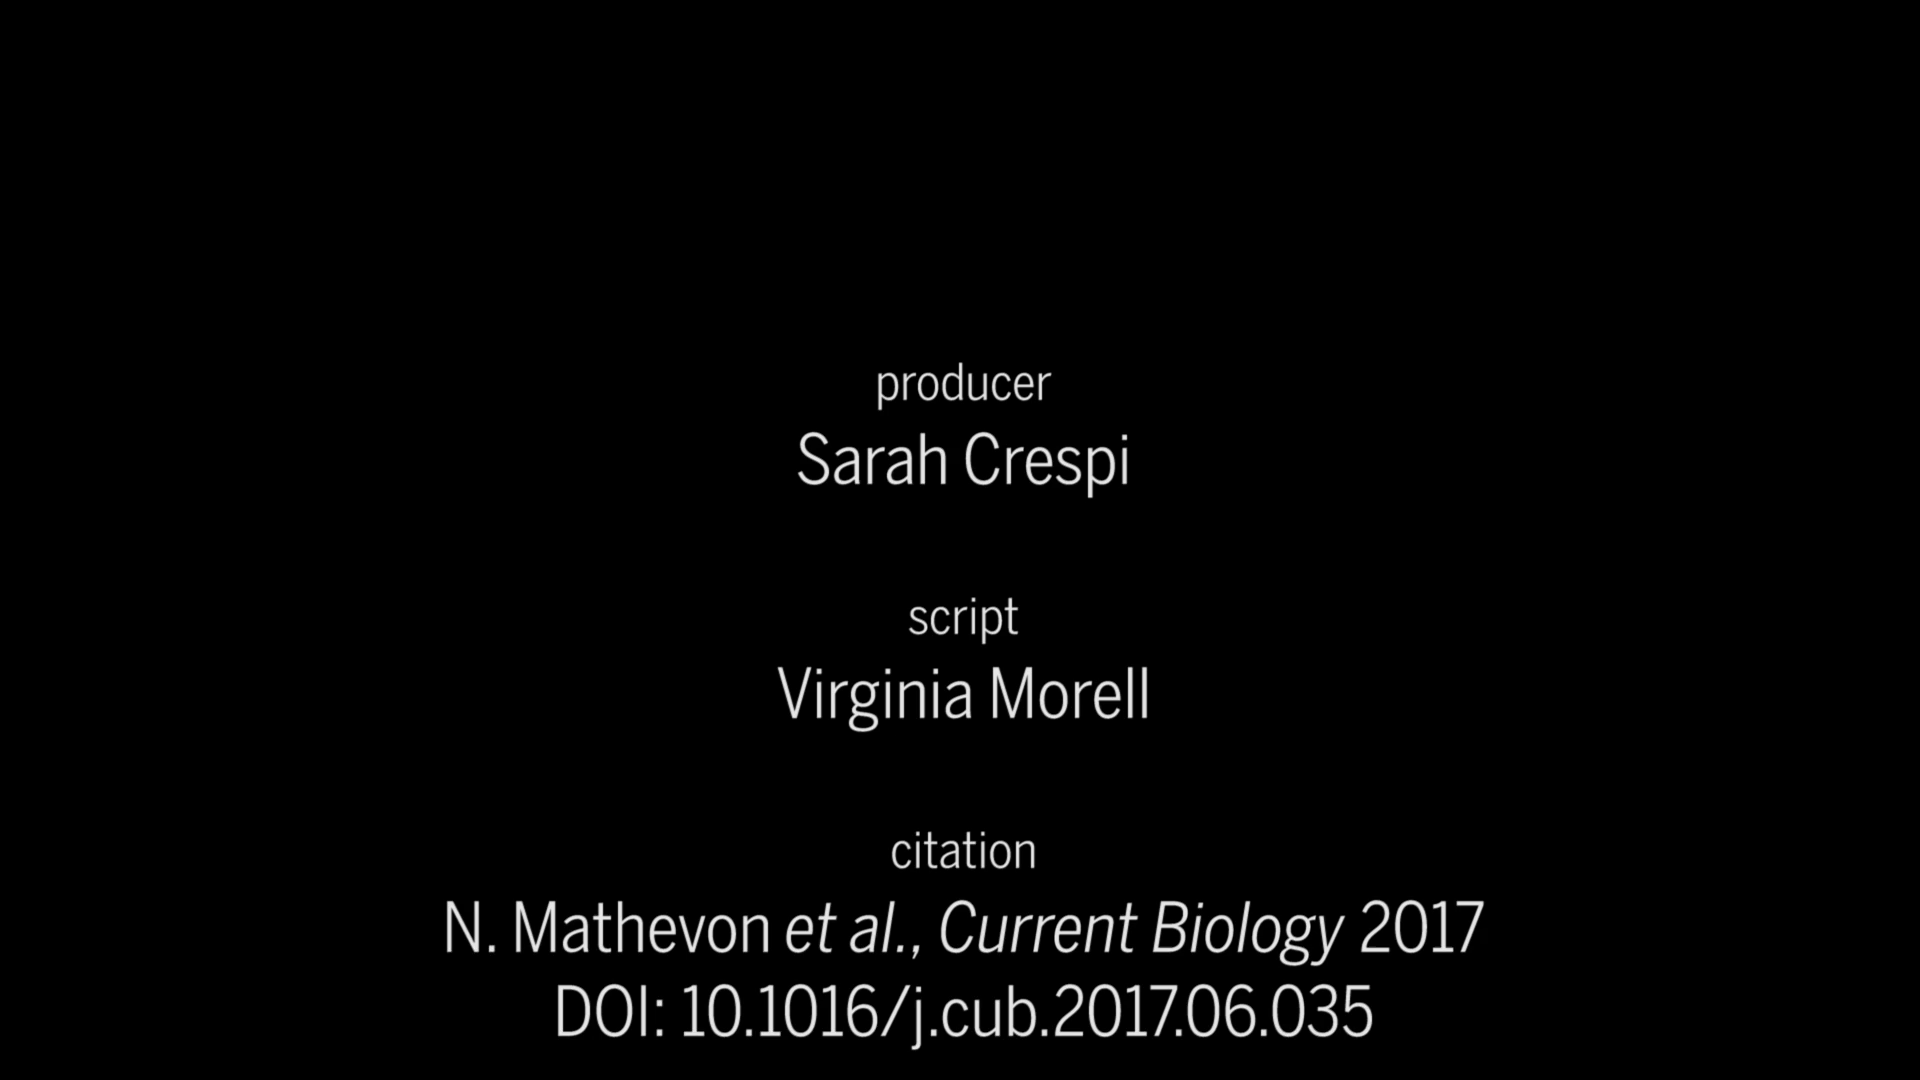 producer
Sarah Crespi
script
Virginia Morell
citation
N. Mathevon et al., Current Biology 2017
DOI: 10.1016/j.cub.2017.06.035